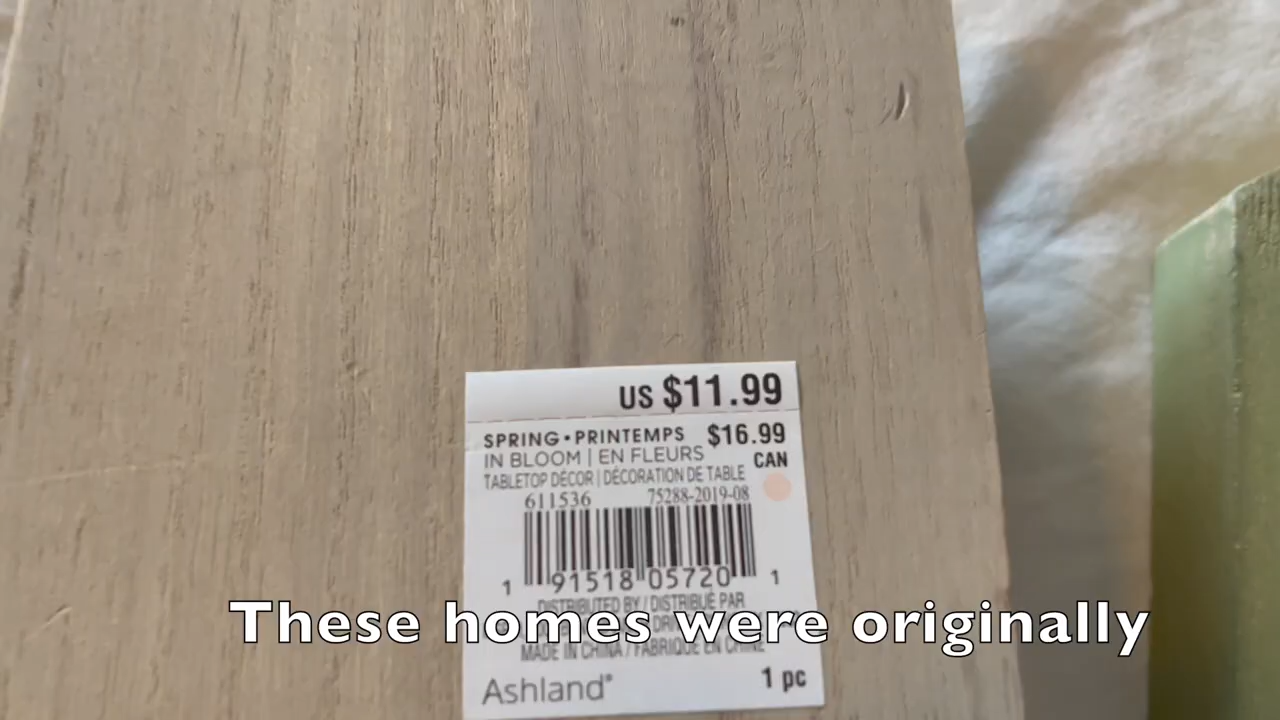 US $11.99
SPRING • PRINTEMPS $16.99
IN BLOOM | EN FLEURS CAN
TABLETOP DÉCOR | DÉCORATION DE TABLE
611536 75288-2019-08
1 91518 05720 1
DISTRIBUTED BY / DISTRIBUÉ PAR
These homes were originally
MADE IN CHINA / FABRIQUÉ EN CHINE
Ashland® 1 pc